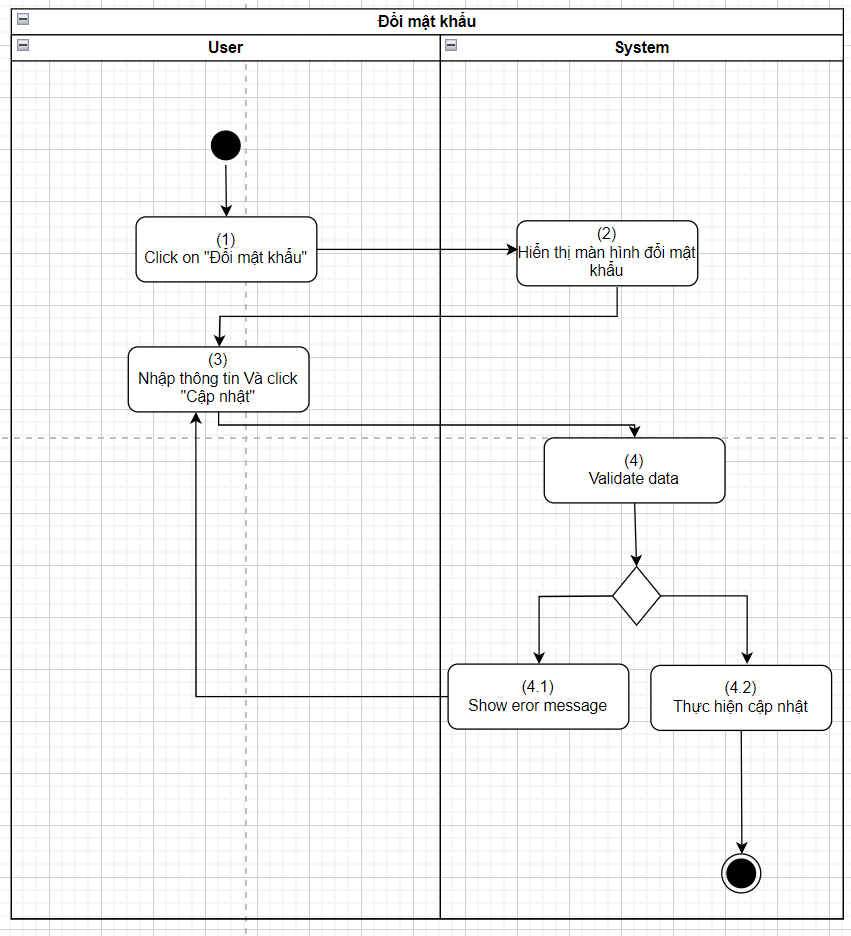 Đổi mật khẩu
User
System
(1)
Click on "Đổi mật khẩu"
(2)
Hiển thị màn hình đổi mật
khẩu
(3)
Nhập thông tin Và click
"Cập nhật"
(4)
Validate data
(4.1)
Show eror message
(4.2)
Thực hiện cập nhật